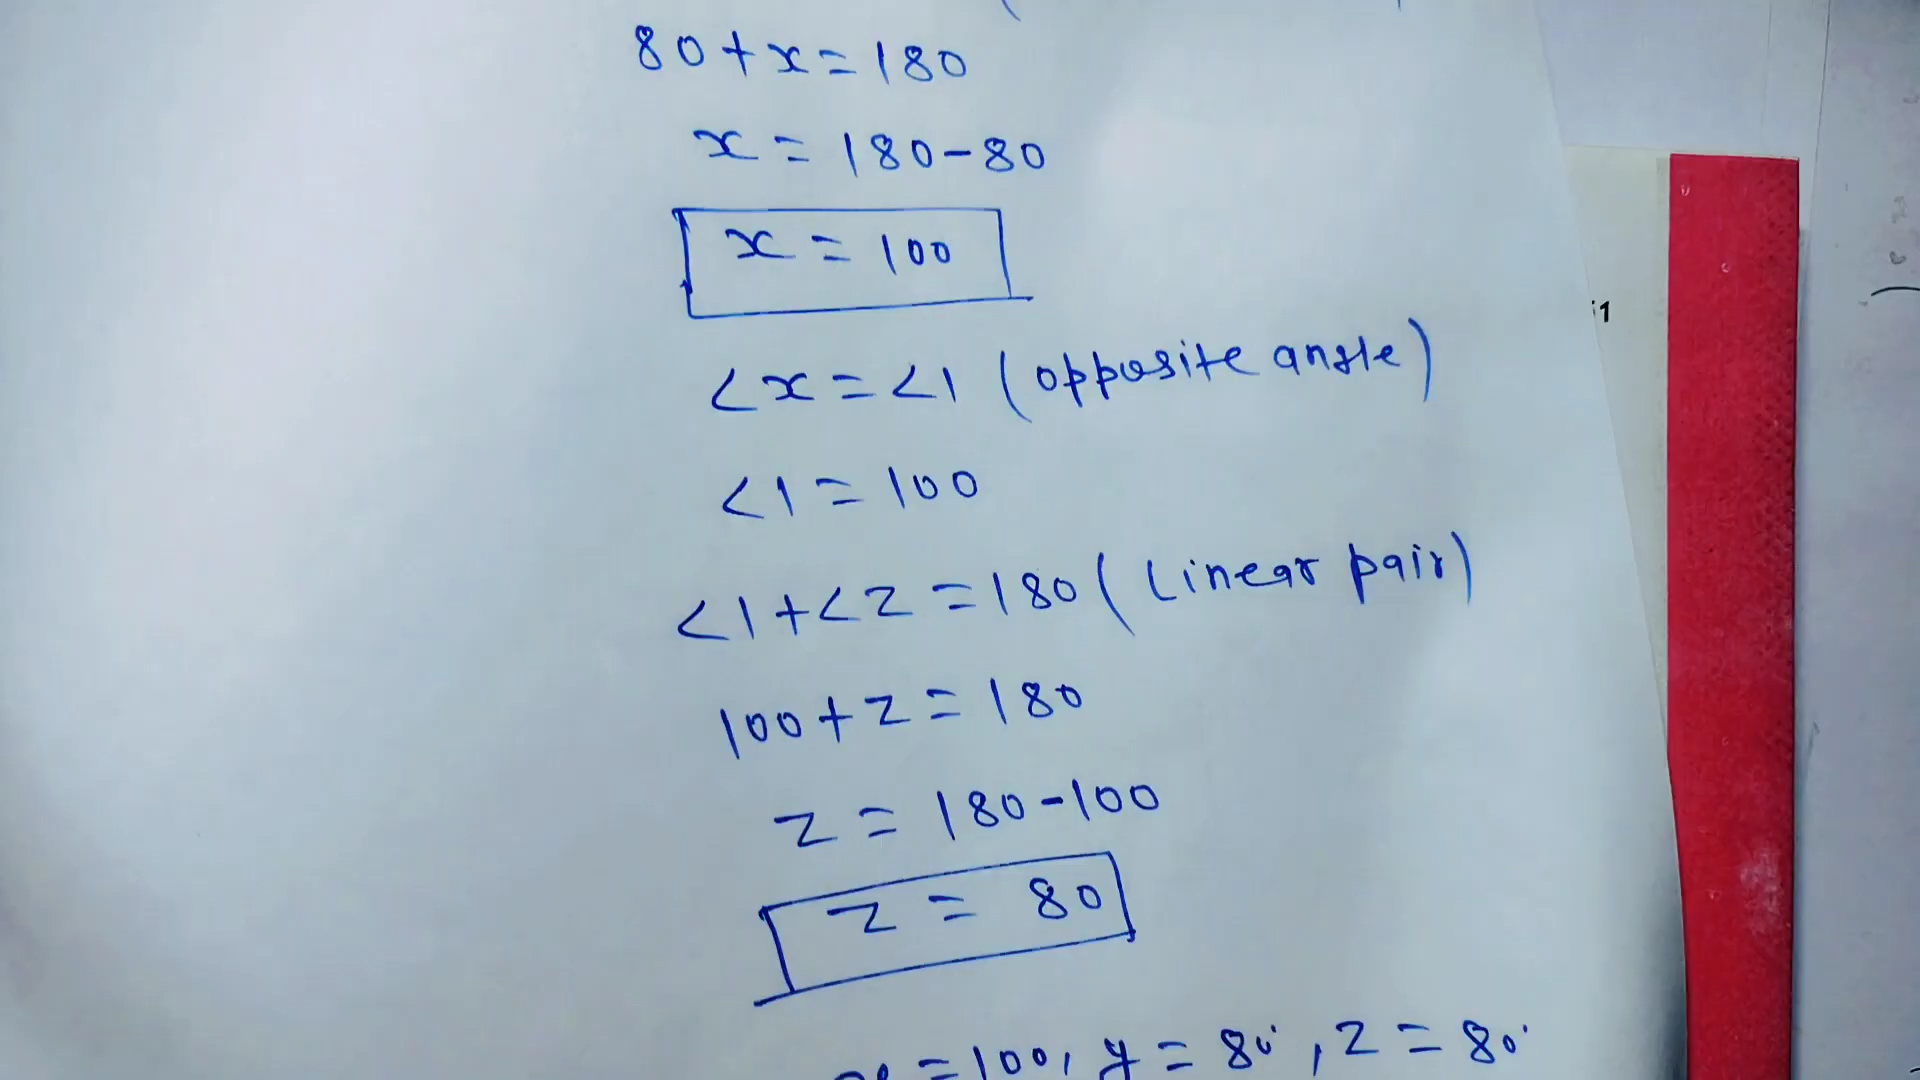 80+x=180
x=180-80
x=100
<x=<1 (opposite angle)
<1=100
<1+<z=180(Linear pair)
100+z=180
z=180-100
z=80
x=100, y=80°, z=80°